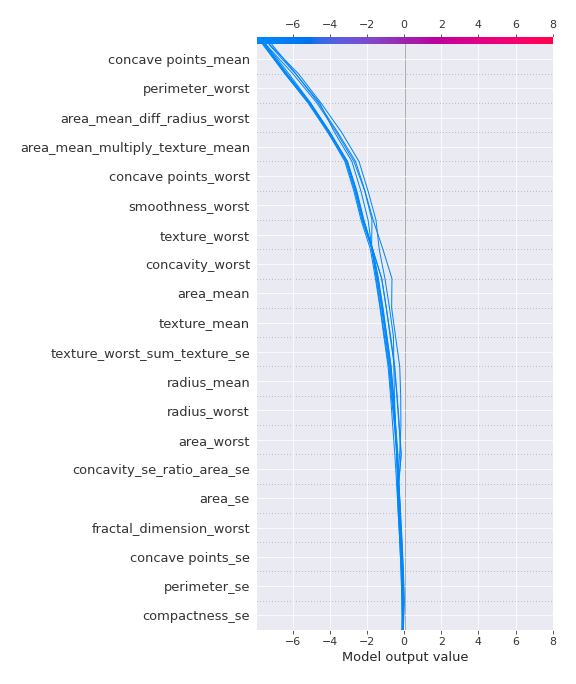 −6 −4 −2 0 2 4 6 8
concave points_mean
perimeter_worst
area_mean_diff_radius_worst
area_mean_multiply_texture_mean
concave points_worst
smoothness_worst
texture_worst
concavity_worst
area_mean
texture_mean
texture_worst_sum_texture_se
radius_mean
radius_worst
area_worst
concavity_se_ratio_area_se
area_se
fractal_dimension_worst
concave points_se
perimeter_se
compactness_se
−6 −4 −2 0 2 4 6 8
Model output value